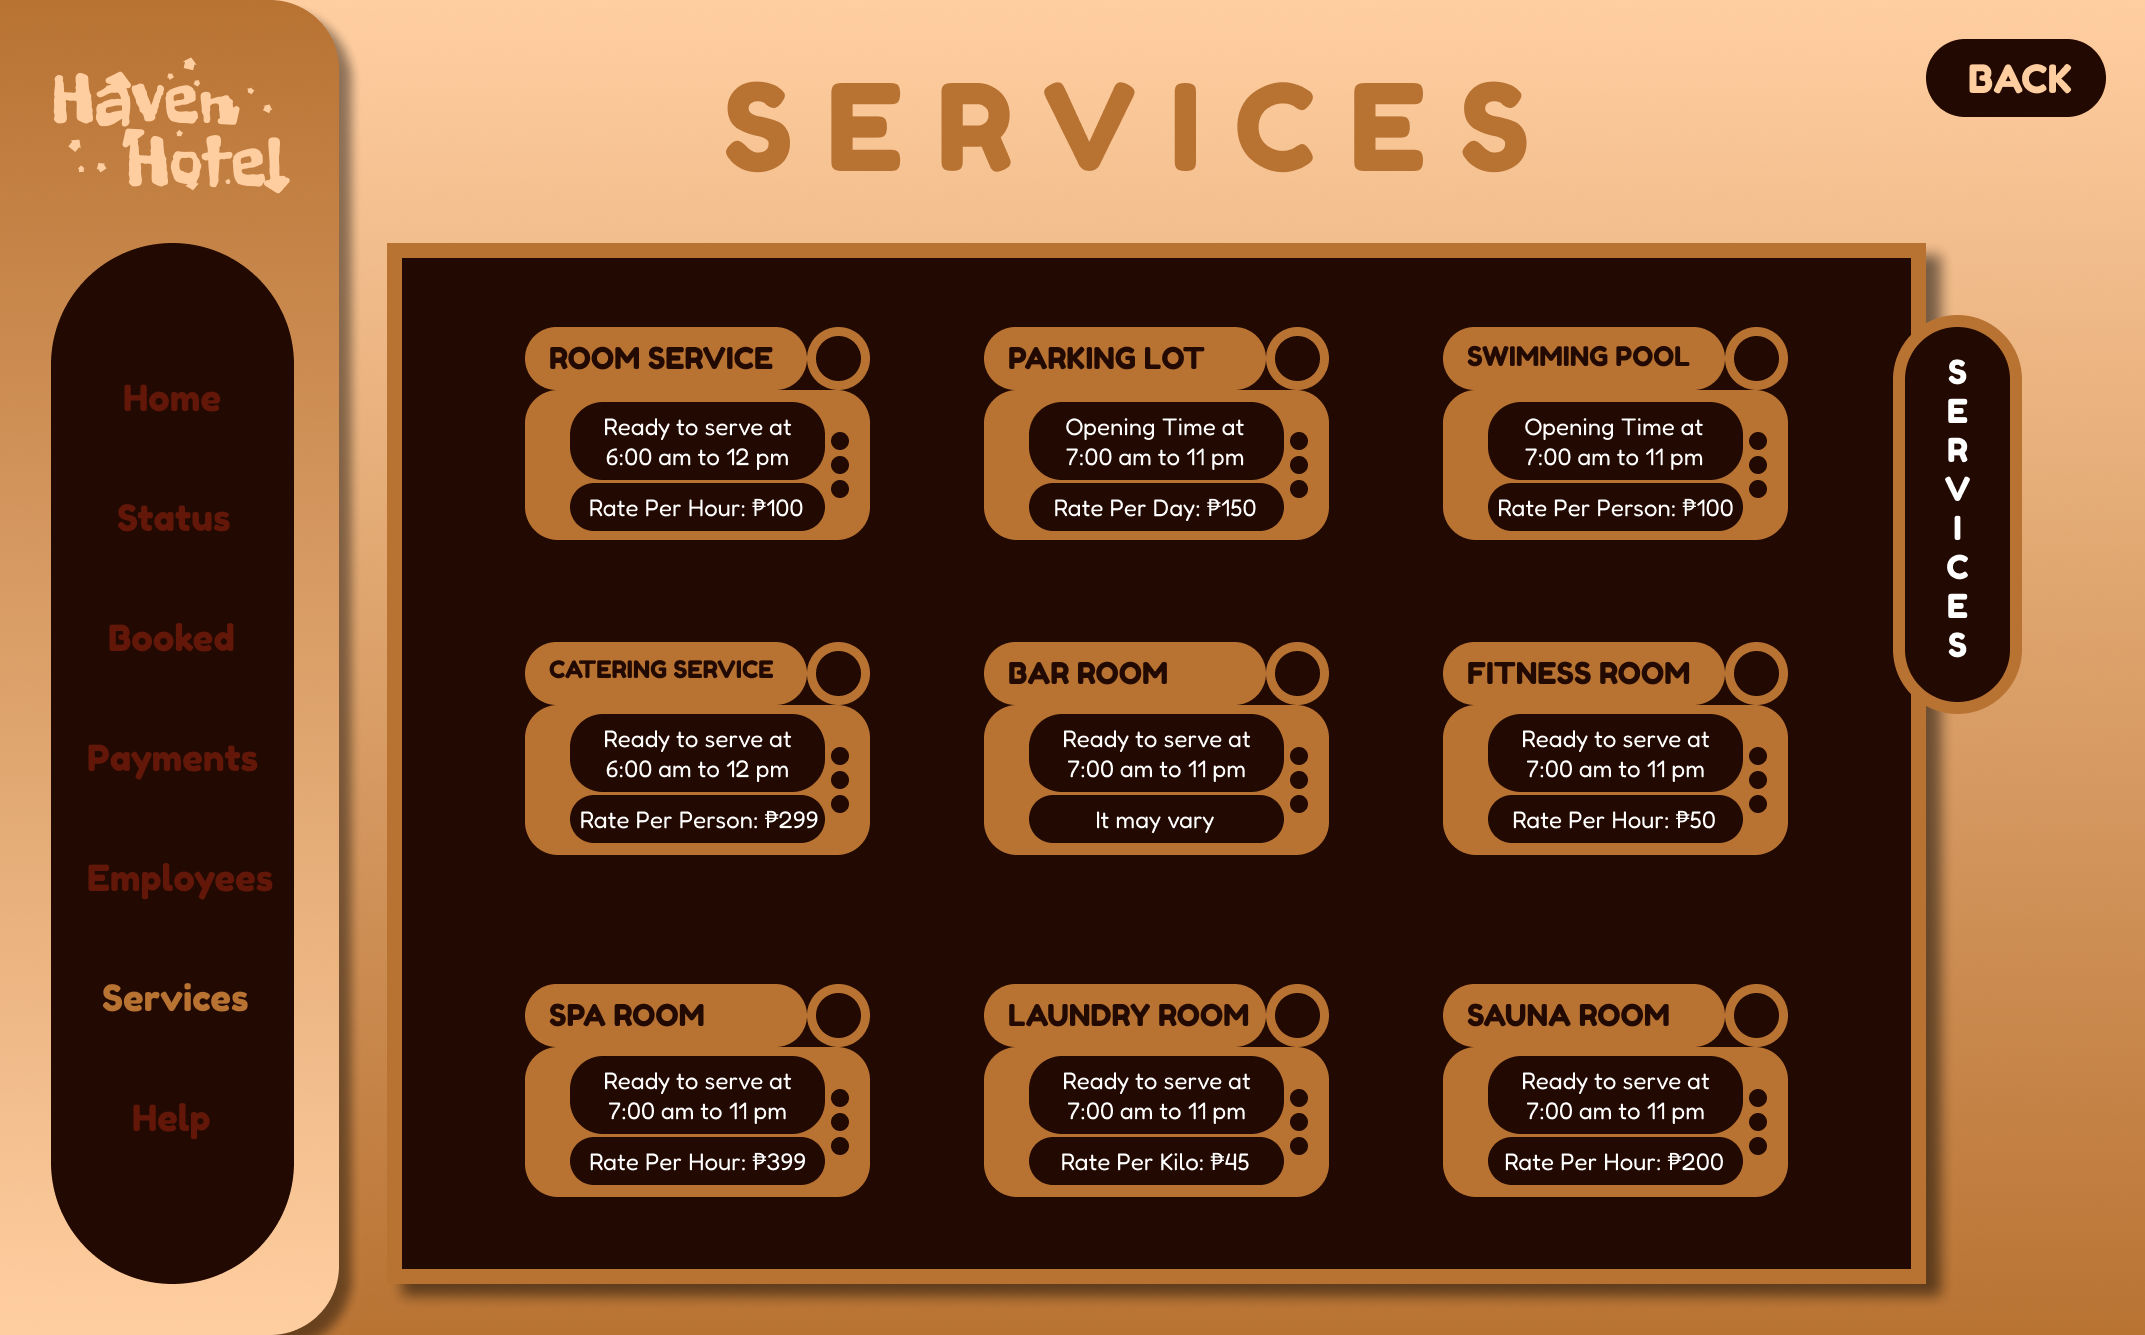 Haven
Hotel
Home
Status
Booked
Payments
Employees
Services
Help
SERVICES
BACK
ROOM SERVICE
Ready to serve at
6:00 am to 12 pm
Rate Per Hour: ₱100
PARKING LOT
Opening Time at
7:00 am to 11 pm
Rate Per Day: ₱150
SWIMMING POOL
Opening Time at
7:00 am to 11 pm
Rate Per Person: ₱100
CATERING SERVICE
Ready to serve at
6:00 am to 12 pm
Rate Per Person: ₱299
BAR ROOM
Ready to serve at
7:00 am to 11 pm
It may vary
FITNESS ROOM
Ready to serve at
7:00 am to 11 pm
Rate Per Hour: ₱50
SPA ROOM
Ready to serve at
7:00 am to 11 pm
Rate Per Hour: ₱399
LAUNDRY ROOM
Ready to serve at
7:00 am to 11 pm
Rate Per Kilo: ₱45
SAUNA ROOM
Ready to serve at
7:00 am to 11 pm
Rate Per Hour: ₱200
SERVICES